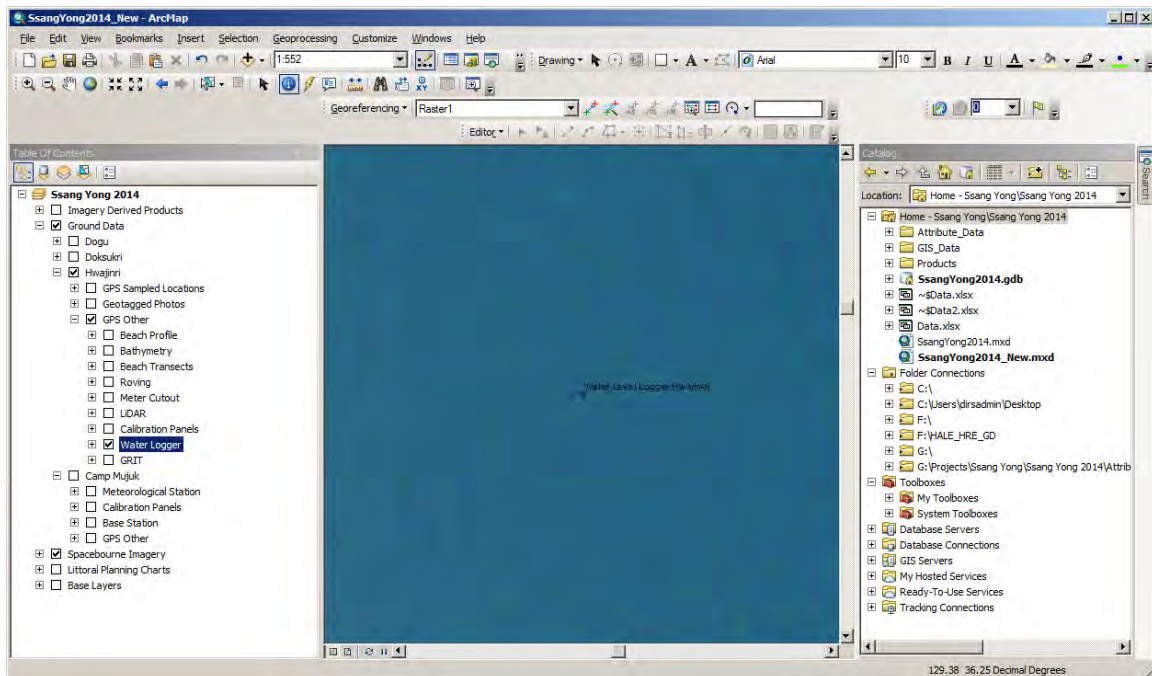 SsangYong2014_New - ArcMap
File Edit View Bookmarks Insert Selection Geoprocessing Customize Windows Help
1:552 Drawing A Arial 10 B I U A
Georeferencing Raster1
Editor
Table Of Contents
Ssang Yong 2014
Imagery Derived Products
Ground Data
Dogu
Doksukri
Hwajinri
GPS Sampled Locations
Geotagged Photos
GPS Other
Beach Profile
Bathymetry
Beach Transects
Roving
Meter Cutout
LiDAR
Calibration Panels
Water Logger
GRIT
Camp Mujuk
Meteorological Station
Calibration Panels
Base Station
GPS Other
Spacebourne Imagery
Littoral Planning Charts
Base Layers
Water Level Logger Hwajinri
Catalog
Location: Home - Ssang Yong\Ssang Yong 2014
Home - Ssang Yong\Ssang Yong 2014
Attribute_Data
GIS_Data
Products
SsangYong2014.gdb
~$Data.xlsx
~$Data2.xlsx
Data.xlsx
SsangYong2014.mxd
SsangYong2014_New.mxd
Folder Connections
C:\
C:\Users\dirsadmin\Desktop
F:\
F:\HALE_HRE_GD
G:\
G:\Projects\Ssang Yong\Ssang Yong 2014\Attrib
Toolboxes
My Toolboxes
System Toolboxes
Database Servers
Database Connections
GIS Servers
My Hosted Services
Ready-To-Use Services
Tracking Connections
Search
129.38 36.25 Decimal Degrees